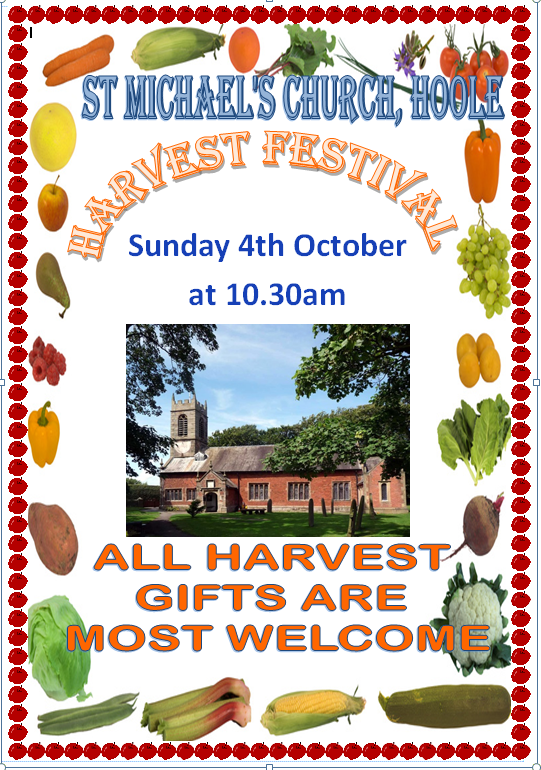 ST MICHAEL'S CHURCH, HOOLE
HARVEST FESTIVAL
Sunday 4th October
at 10.30am
ALL HARVEST
GIFTS ARE
MOST WELCOME